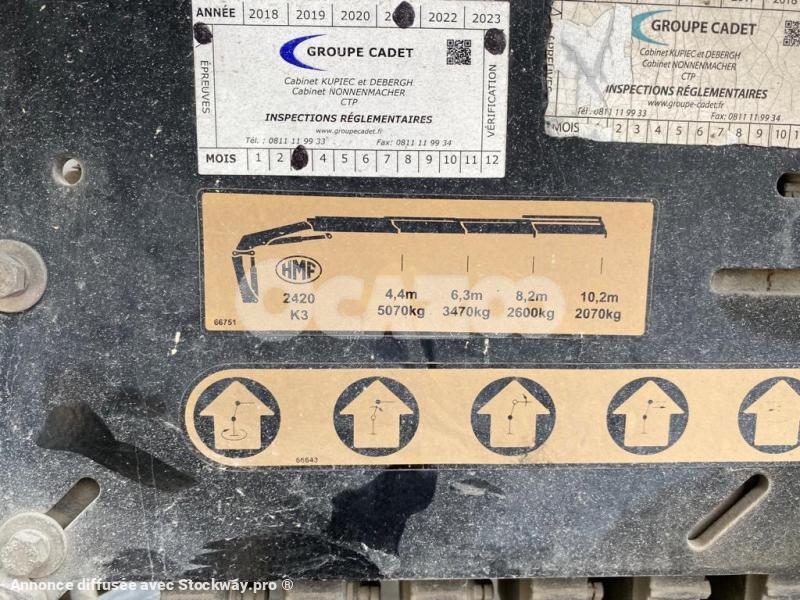 ANNÉE 2018 2019 2020 2022 2023
GROUPE CADET
Cabinet KUPIEC et DEBERGH
Cabinet NONNENMACHER
CTP
ÉPREUVES
VÉRIFICATION
INSPECTIONS RÉGLEMENTAIRES
www.groupecadet.fr
Tél. : 0811 11 99 33 Fax: 0811 11 99 34
MOIS 1 2 4 5 6 7 8 9 10 11 12
GROUPE CADET
Cabinet KUPIEC et DEBERGH
Cabinet NONNENMACHER
CTP
INSPECTIONS RÉGLEMENTAIRES
www.groupe-cadet.fr
Tél : 0811 11 99 33 Fax: 0811 11 99 34
MOIS 2 3 4 5 6 7 8 9 10
HMF
2420
K3
4,4m 6,3m 8,2m 10,2m
5070kg 3470kg 2600kg 2070kg
66751
OCAZOO
66643
Annonce diffusée avec Stockway.pro ®